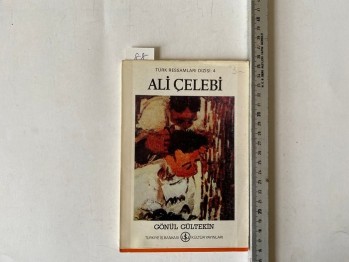 TÜRK RESSAMLARI DİZİSİ 4
ALİ ÇELEBİ
GÖNÜL GÜLTEKİN
TÜRKİYE İŞ BANKASI KÜLTÜR YAYINLARI